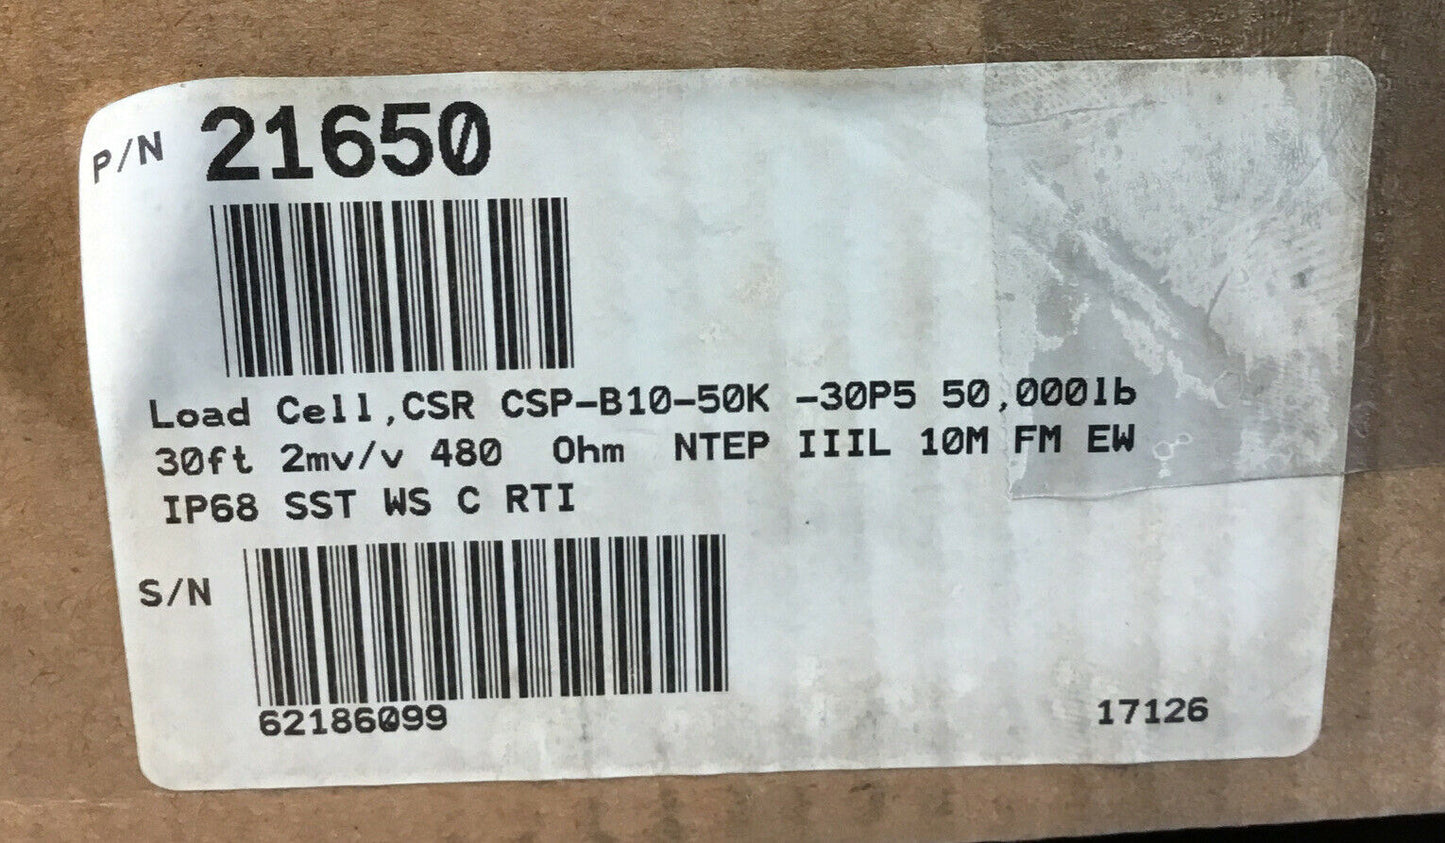 P/N 21650
Load Cell,CSR CSP-B10-50K -30P5 50,000lb
30ft 2mv/v 480 Ohm NTEP IIIL 10M FM EW
IP68 SST WS C RTI
S/N
62186099
17126